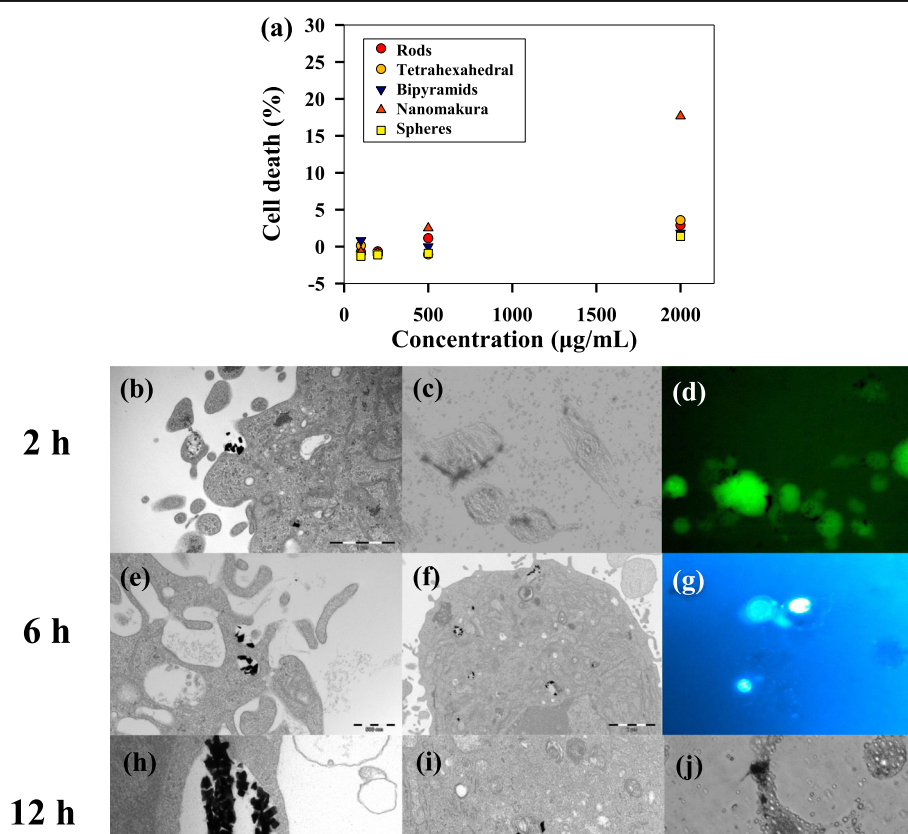 (a)
30
25
20
15
10
5
0
-5
Cell death (%)
Rods
Tetrahexahedral
Bipyramids
Nanomakura
Spheres
0 500 1000 1500 2000
Concentration (µg/mL)
2 h
(b) (c) (d)
6 h
(e) (f) (g)
12 h
(h) (i) (j)